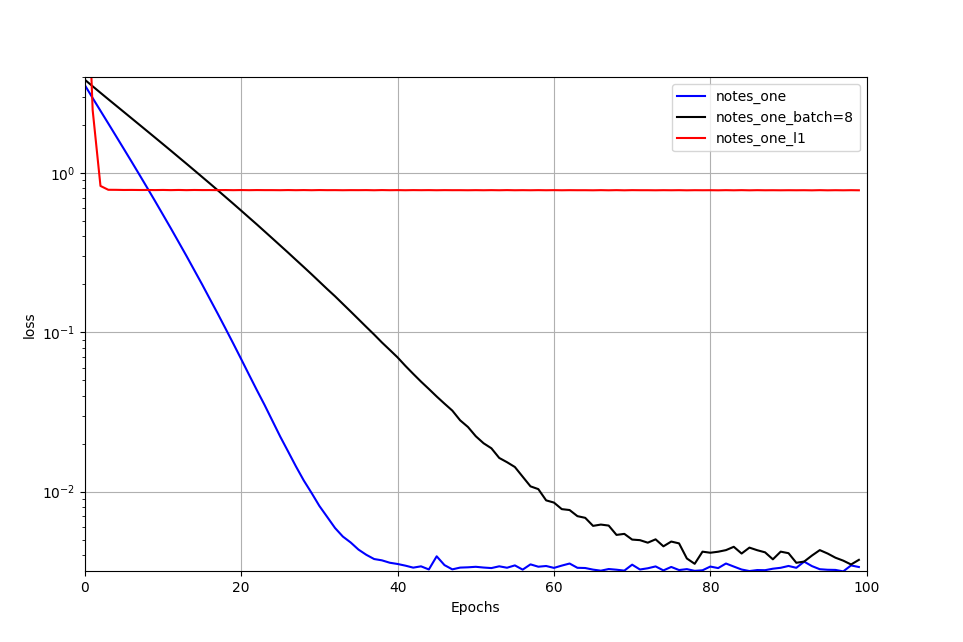 notes_one
notes_one_batch=8
notes_one_l1
10⁰
10⁻¹
10⁻²
loss
0 20 40 60 80 100
Epochs